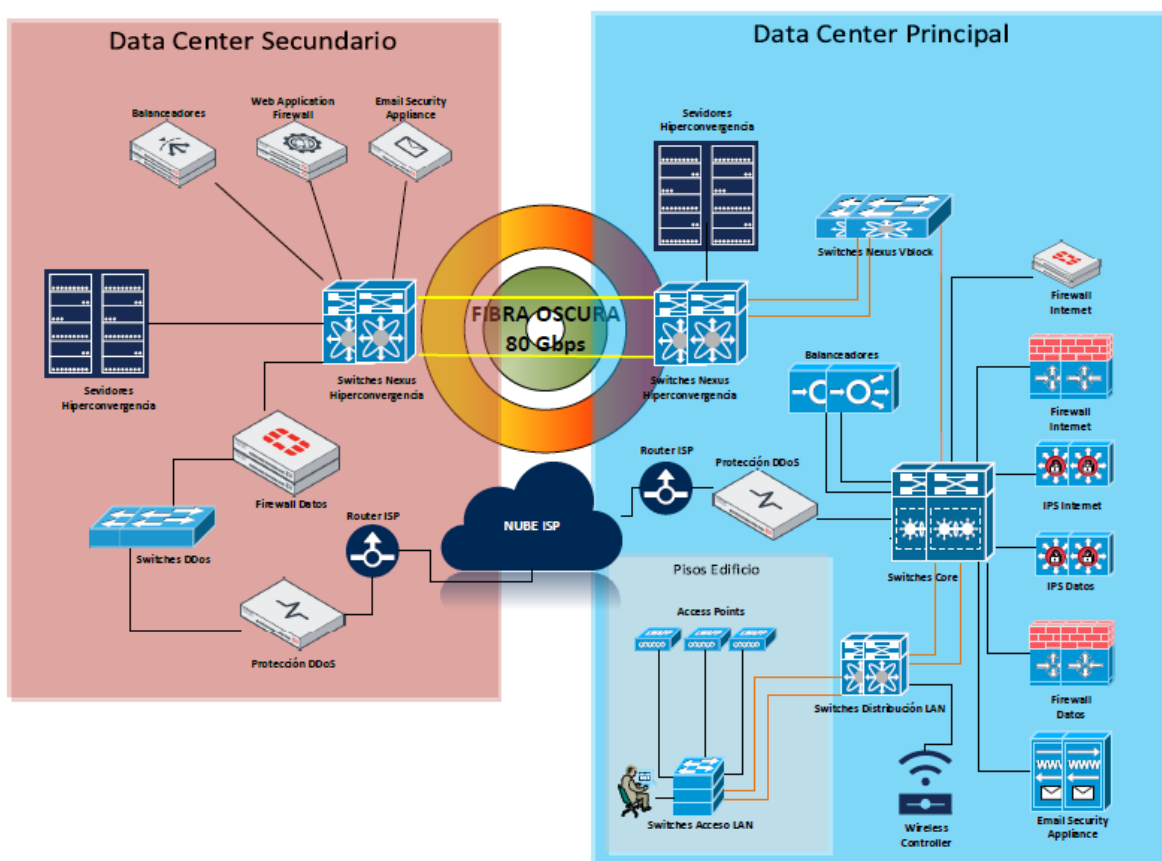 Data Center Secundario
Balanceadores
Web Application
Firewall
Email Security
Appliance
Sevidores
Hiperconvergencia
Switches Nexus
Hiperconvergencia
Firewall Datos
Switches DDos
Router ISP
Protección DDoS
FIBRA OSCURA
80 Gbps
NUBE ISP
Data Center Principal
Sevidores
Hiperconvergencia
Switches Nexus Vblock
Switches Nexus
Hiperconvergencia
Balanceadores
Firewall
Internet
Firewall
Internet
Router ISP
Protección DDoS
IPS Internet
Switches Core
IPS Datos
Pisos Edificio
Access Points
Switches Distribución LAN
Firewall
Datos
Switches Acceso LAN
Wireless
Controller
WWW
WWW
Email Security
Appliance